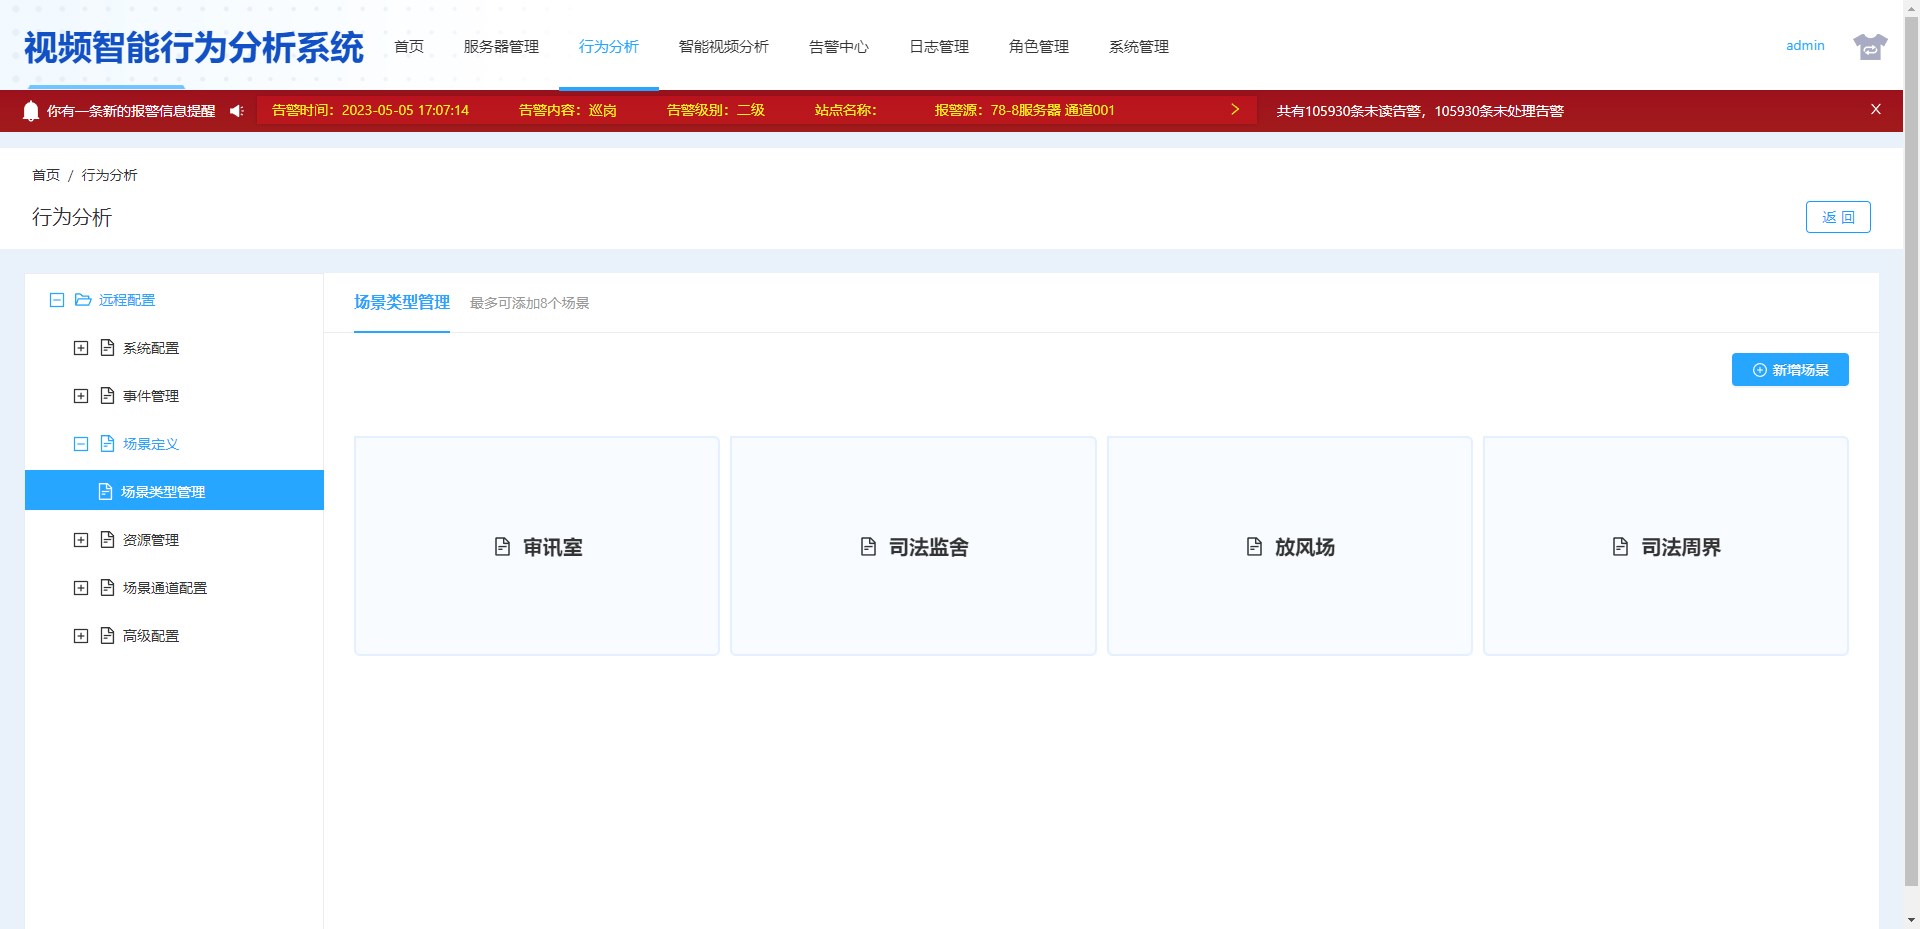 视频智能行为分析系统 首页 服务器管理 行为分析 智能视频分析 告警中心 日志管理 角色管理 系统管理 admin
你有一条新的报警信息提醒 告警时间：2023-05-05 17:07:14 告警内容：巡岗 告警级别：二级 站点名称： 报警源：78-8服务器 通道001 共有105930条未读告警，105930条未处理告警 X
首页 / 行为分析
行为分析
返 回
远程配置
系统配置
事件管理
场景定义
场景类型管理
资源管理
场景通道配置
高级配置
场景类型管理 最多可添加8个场景
新增场景
审讯室
司法监舍
放风场
司法周界